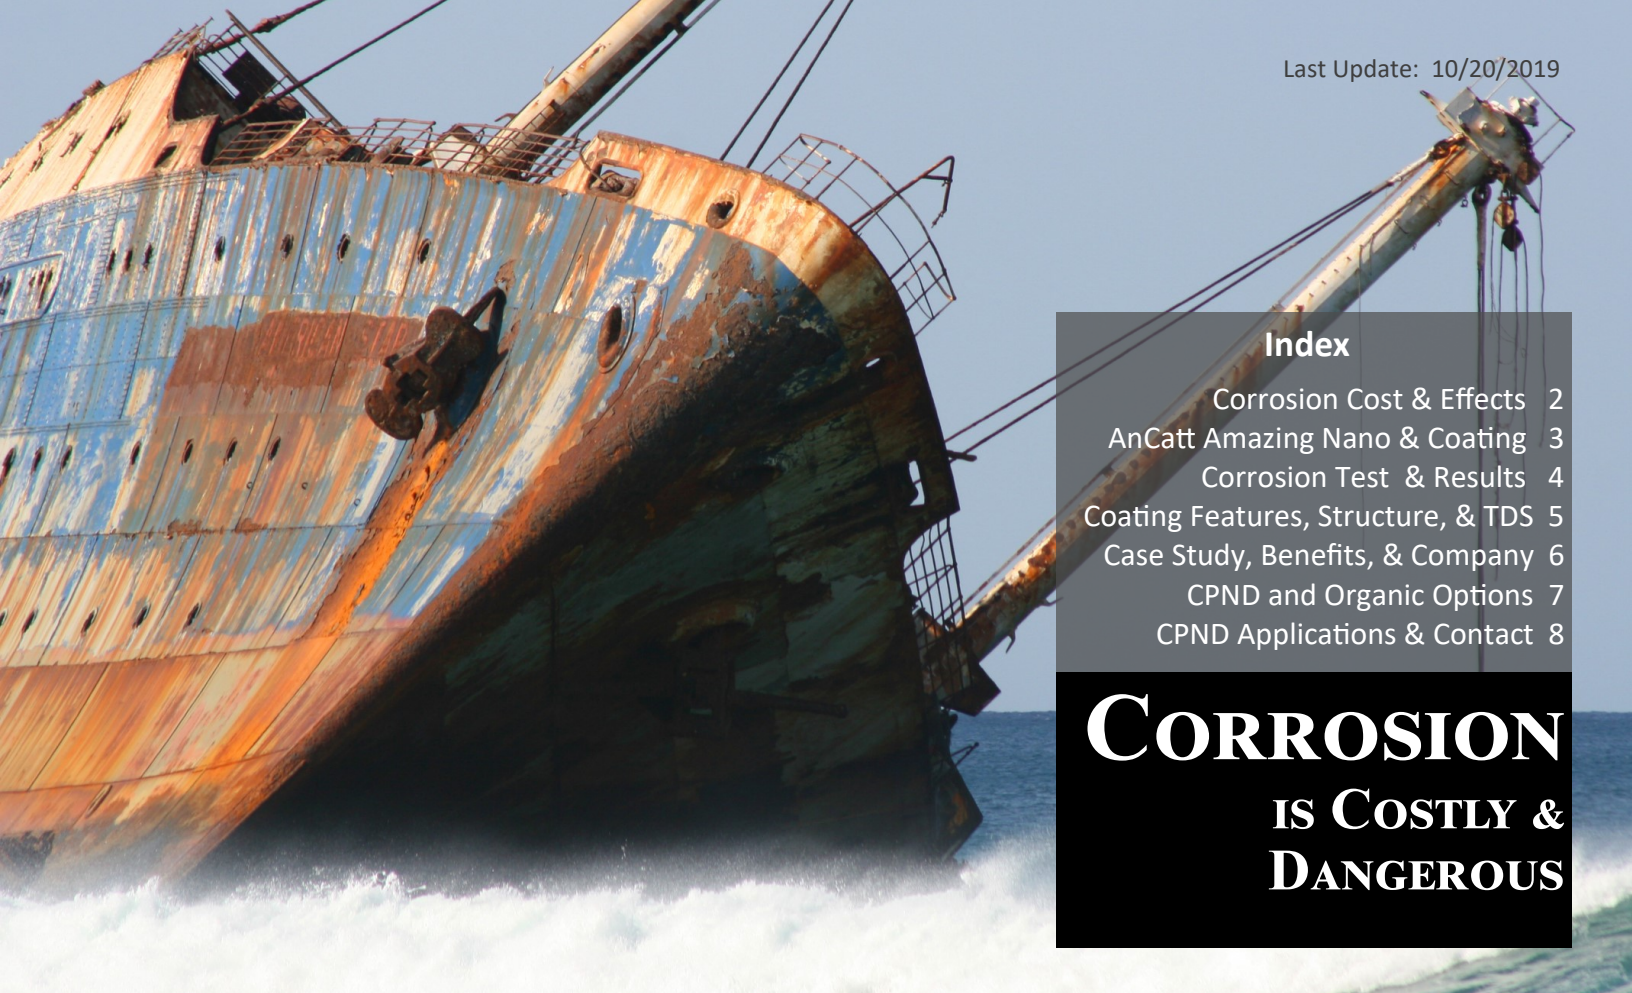 Last Update: 10/20/2019
Index
Corrosion Cost & Effects 2
AnCatt Amazing Nano & Coating 3
Corrosion Test & Results 4
Coating Features, Structure, & TDS 5
Case Study, Benefits, & Company 6
CPND and Organic Options 7
CPND Applications & Contact 8
CORROSION
IS COSTLY &
DANGEROUS